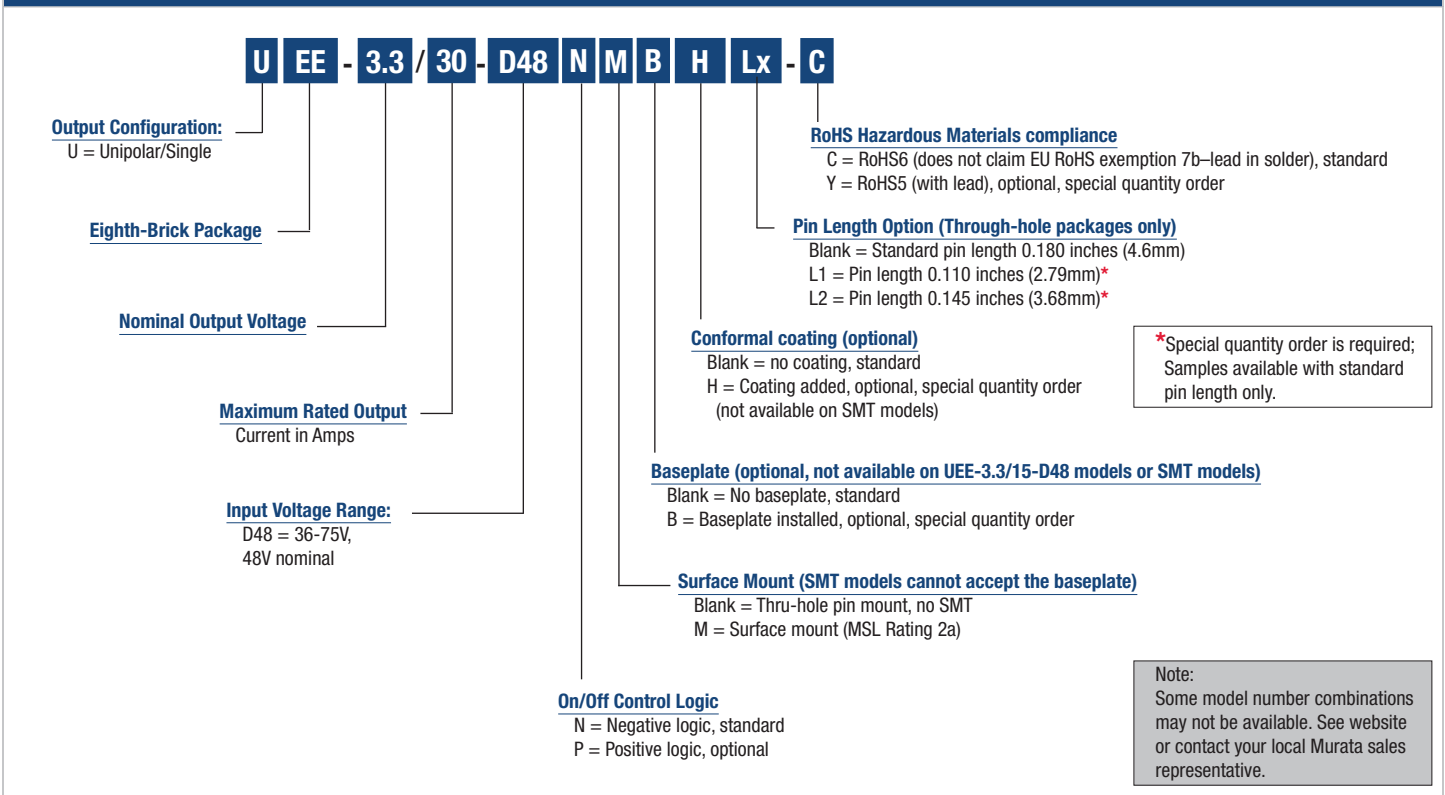 U EE - 3.3 / 30 - D48 N M B H Lx - C
Output Configuration:
U = Unipolar/Single
Eighth-Brick Package
Nominal Output Voltage
Maximum Rated Output
Current in Amps
Input Voltage Range:
D48 = 36-75V,
48V nominal
RoHS Hazardous Materials compliance
C = RoHS6 (does not claim EU RoHS exemption 7b–lead in solder), standard
Y = RoHS5 (with lead), optional, special quantity order
Pin Length Option (Through-hole packages only)
Blank = Standard pin length 0.180 inches (4.6mm)
L1 = Pin length 0.110 inches (2.79mm)*
L2 = Pin length 0.145 inches (3.68mm)*
Conformal coating (optional)
Blank = no coating, standard
H = Coating added, optional, special quantity order
(not available on SMT models)
*Special quantity order is required;
Samples available with standard
pin length only.
Baseplate (optional, not available on UEE-3.3/15-D48 models or SMT models)
Blank = No baseplate, standard
B = Baseplate installed, optional, special quantity order
Surface Mount (SMT models cannot accept the baseplate)
Blank = Thru-hole pin mount, no SMT
M = Surface mount (MSL Rating 2a)
On/Off Control Logic
N = Negative logic, standard
P = Positive logic, optional
Note:
Some model number combinations
may not be available. See website
or contact your local Murata sales
representative.